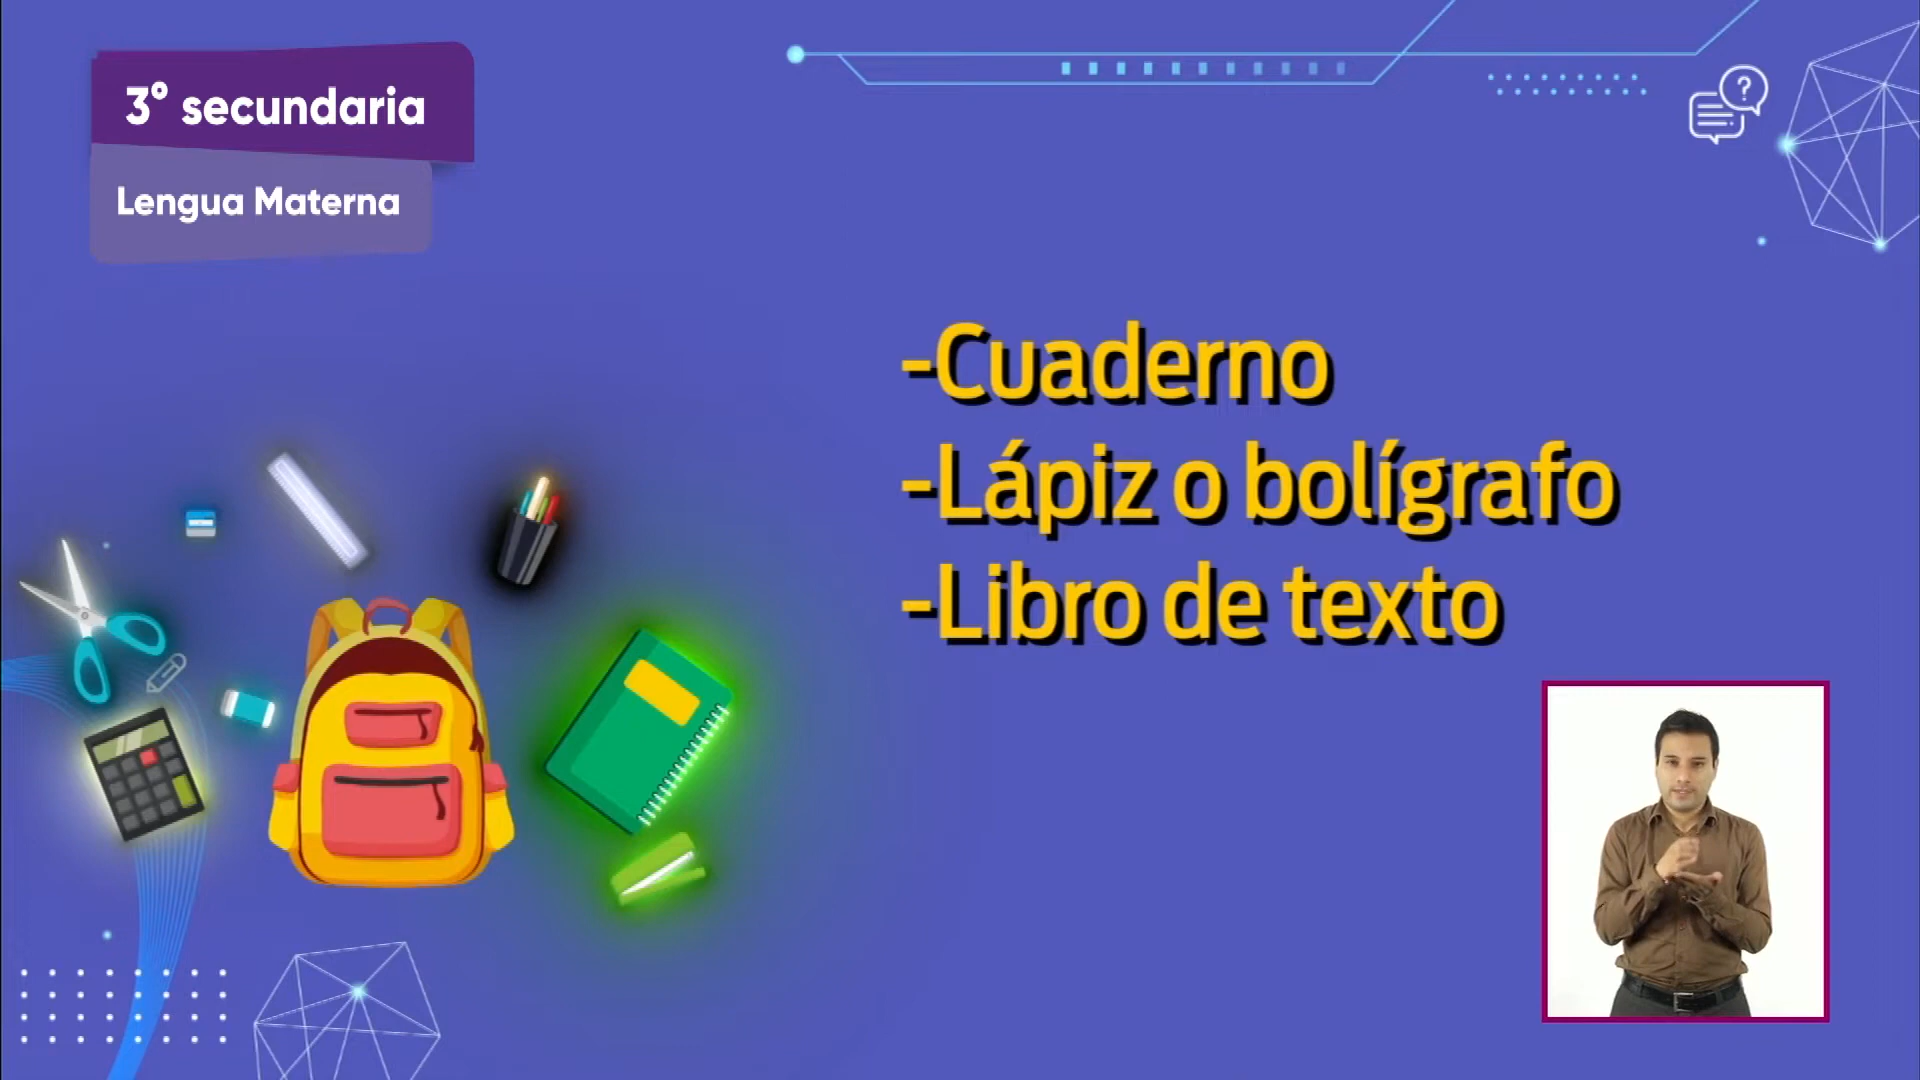 3° secundaria
Lengua Materna
-Cuaderno
-Lápiz o bolígrafo
-Libro de texto